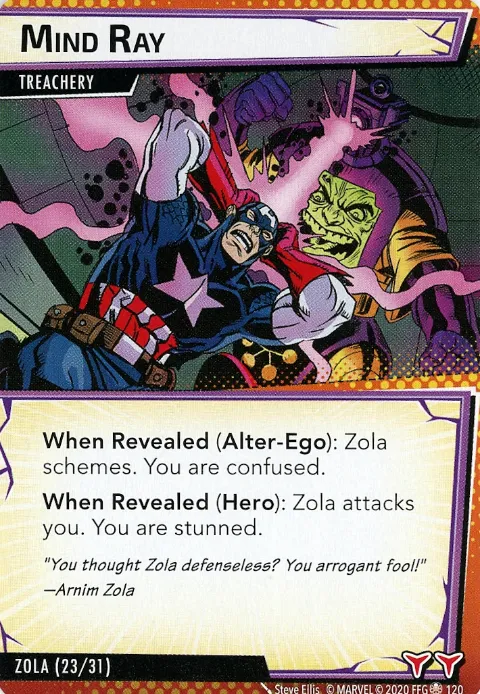 MIND RAY
TREACHERY
When Revealed (Alter-Ego): Zola
schemes. You are confused.
When Revealed (Hero): Zola attacks
you. You are stunned.
"You thought Zola defenseless? You arrogant fool!"
—Arnim Zola
ZOLA (23/31)
Steve Ellis © MARVEL © 2020 FFG 120